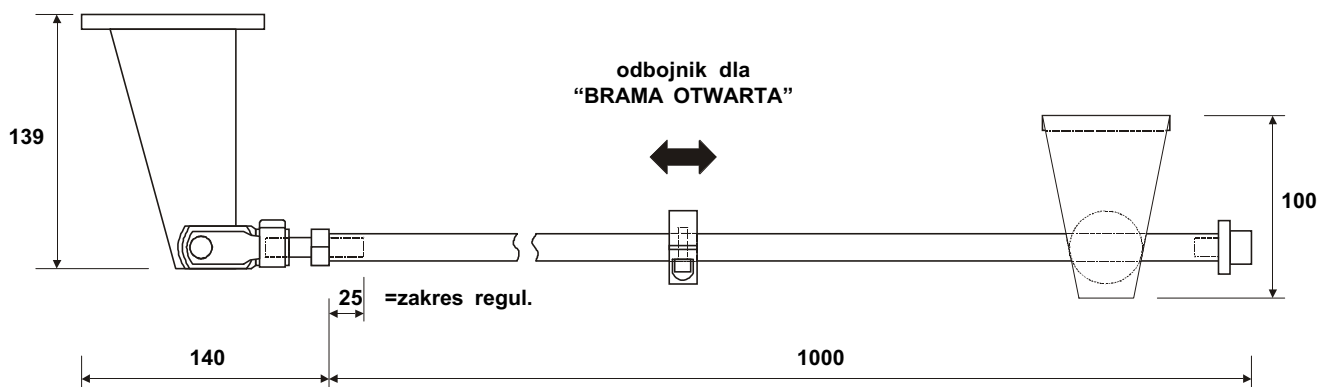 odbojnik dla
“BRAMA OTWARTA”
139
100
25 =zakres regul.
140
1000